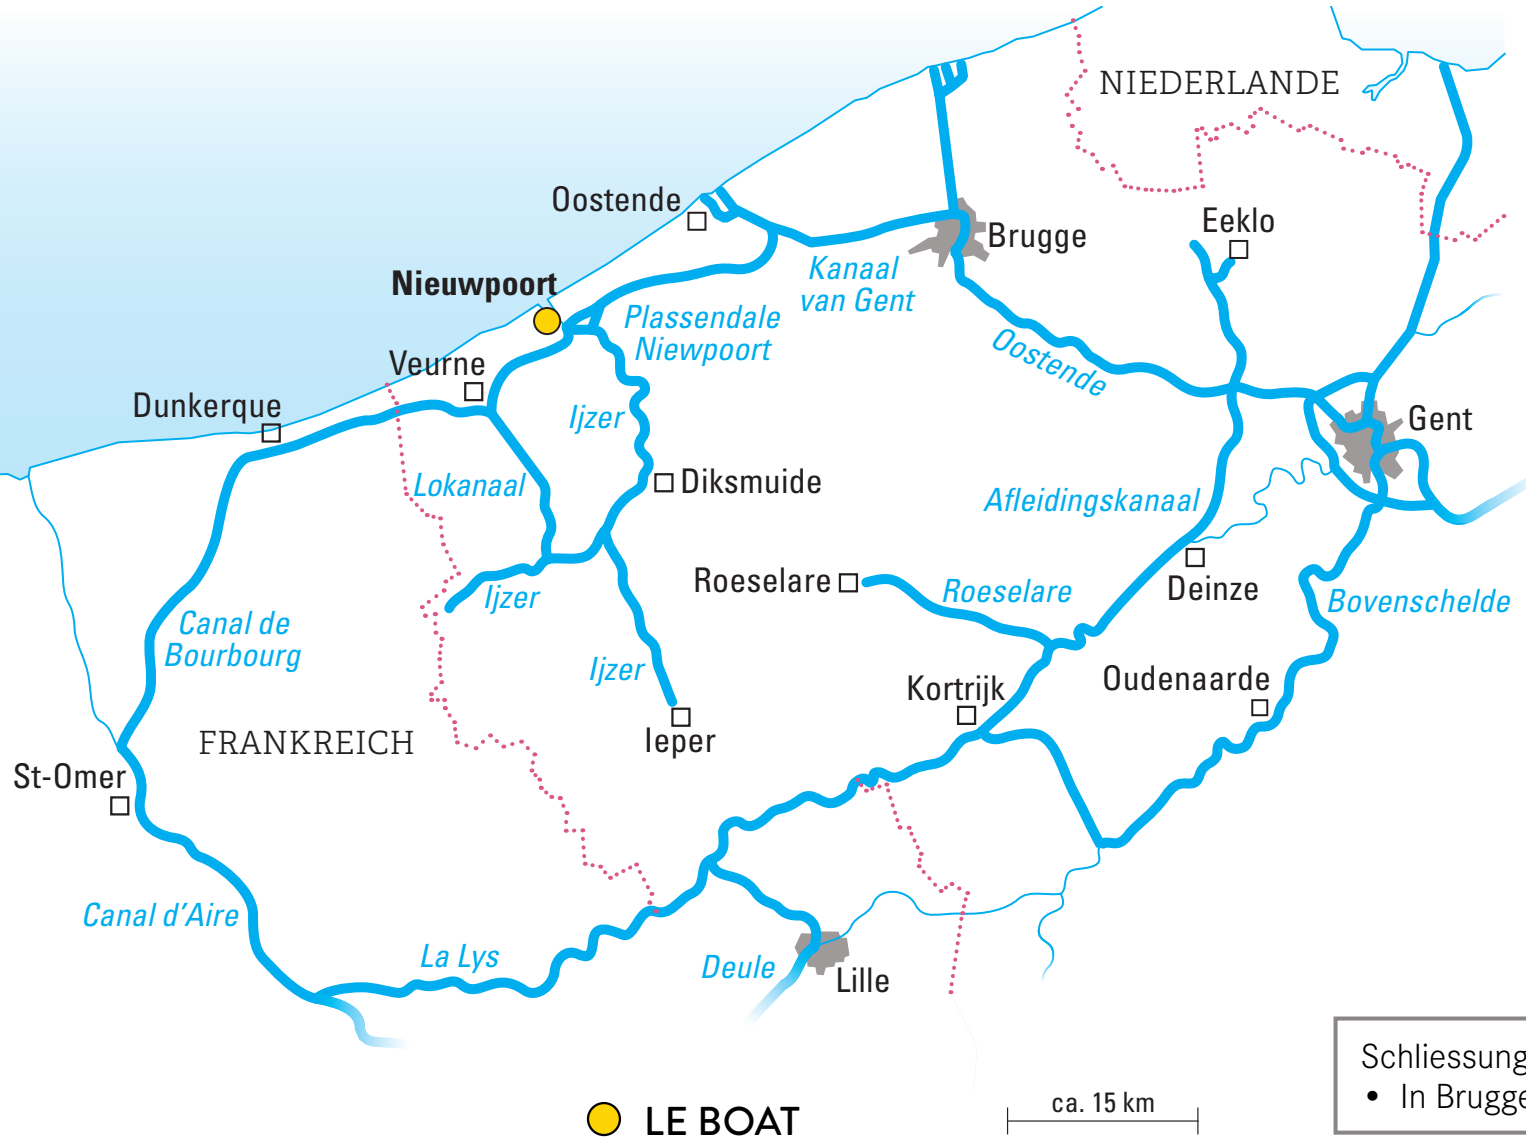 NIEDERLANDE
Oostende
Eeklo
Brugge
Nieuwpoort
Kanaal
van Gent
Plassendale
Niewpoort
Oostende
Veurne
Dunkerque
Ijzer
Gent
Lokanaal
Diksmuide
Afleidingskanaal
Roeselare
Roeselare
Deinze
Ijzer
Bovenschelde
Canal de
Bourbourg
Ijzer
Kortrijk
Oudenaarde
FRANKREICH
Ieper
St-Omer
Canal d'Aire
La Lys
Deule
Lille
Schliessung
• In Brugge
ca. 15 km
LE BOAT